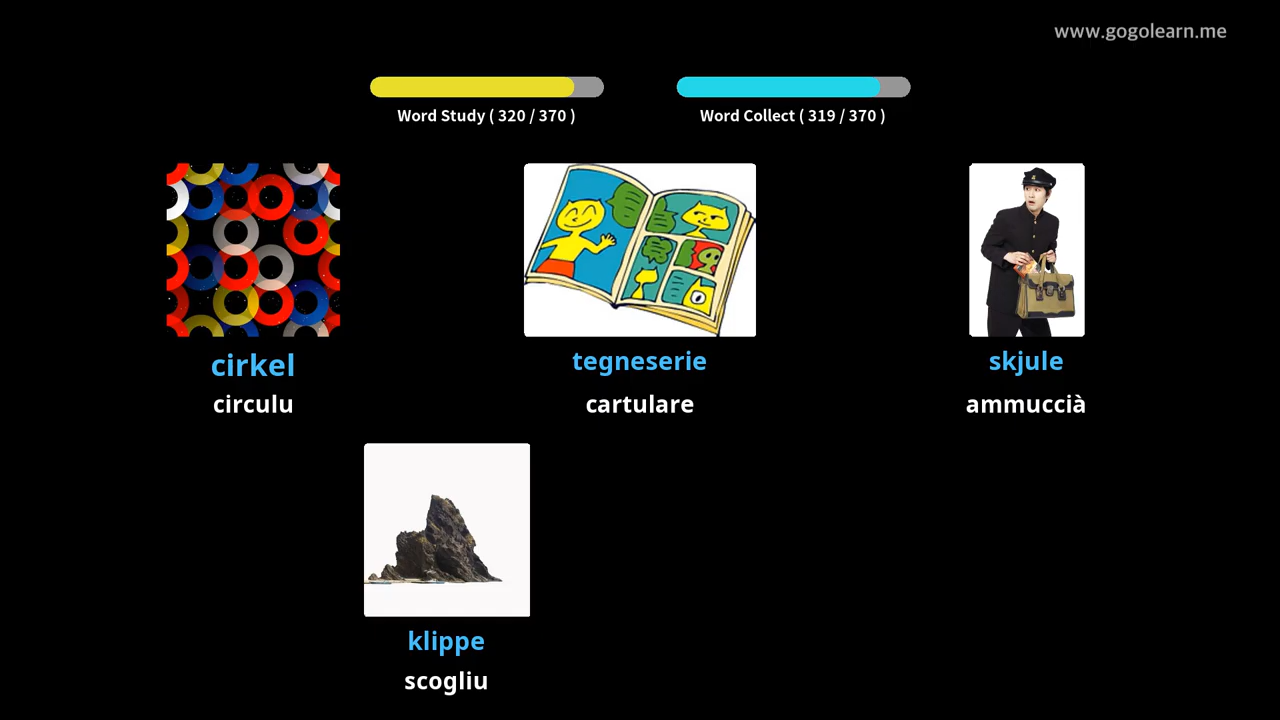 www.gogolearn.me
Word Study ( 320 / 370 )
Word Collect ( 319 / 370 )
cirkel
tegneserie
skjule
circulu
cartulare
ammuccià
klippe
scogliu